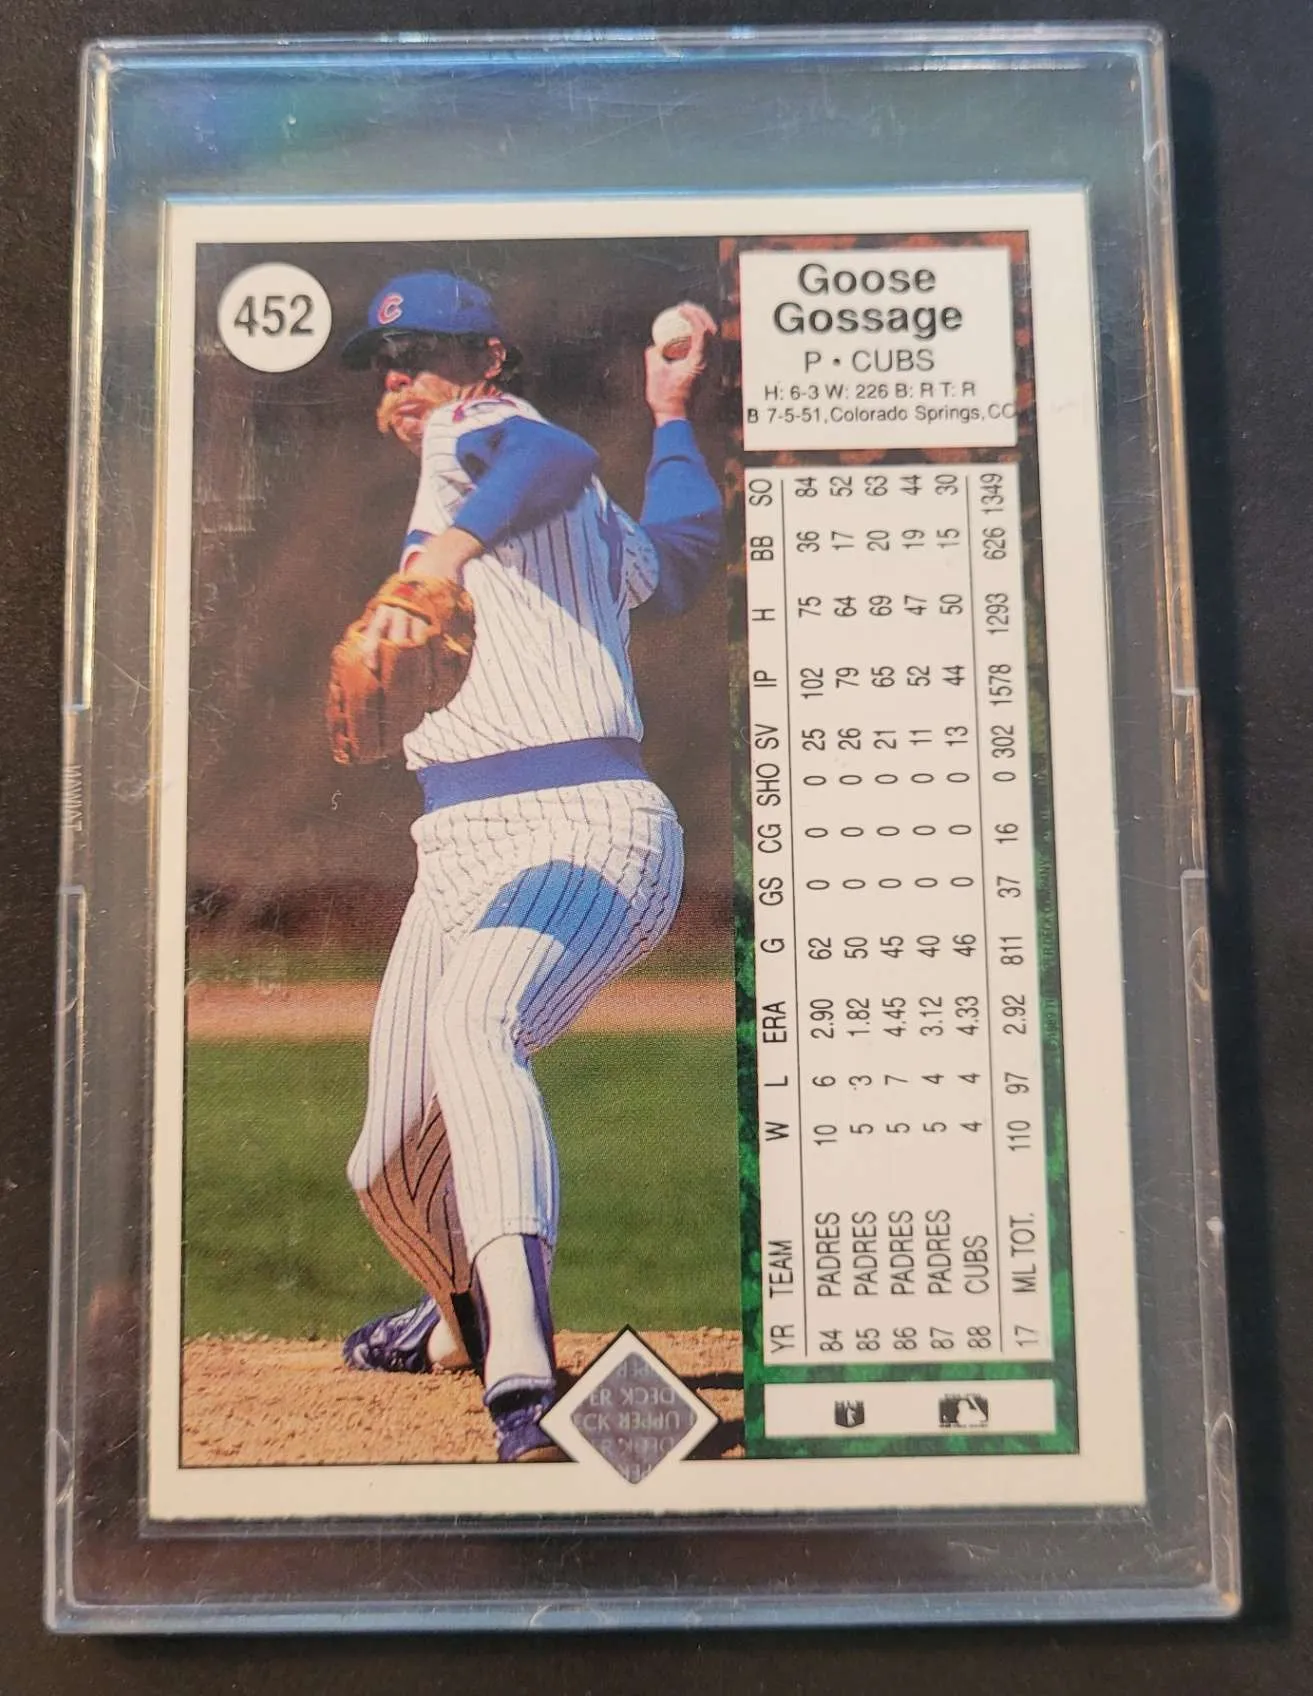 452
C
Goose
Gossage
P • CUBS
H: 6-3 W: 226 B: R T: R
B 7-5-51, Colorado Springs, CO
YR TEAM W L ERA G GS CG SHO SV IP H BB SO
84 PADRES 10 6 2.90 62 0 0 0 25 102 75 36 84
85 PADRES 5 3 1.82 50 0 0 0 26 79 64 17 52
86 PADRES 5 7 4.45 45 0 0 0 21 65 69 20 63
87 PADRES 5 4 3.12 40 0 0 0 11 52 47 19 44
88 CUBS 4 4 4.33 46 0 0 0 13 44 50 15 30
17 ML TOT. 110 97 2.92 811 37 16 0 302 1578 1293 626 1349
ER DECK
ECK UPPER